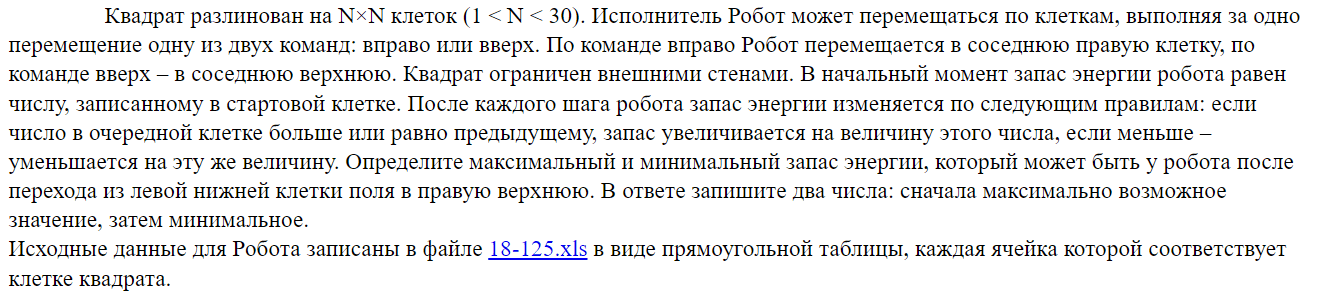 Квадрат разлинован на N×N клеток (1 < N < 30). Исполнитель Робот может перемещаться по клеткам, выполняя за одно
перемещение одну из двух команд: вправо или вверх. По команде вправо Робот перемещается в соседнюю правую клетку, по
команде вверх – в соседнюю верхнюю. Квадрат ограничен внешними стенами. В начальный момент запас энергии робота равен
числу, записанному в стартовой клетке. После каждого шага робота запас энергии изменяется по следующим правилам: если
число в очередной клетке больше или равно предыдущему, запас увеличивается на величину этого числа, если меньше –
уменьшается на эту же величину. Определите максимальный и минимальный запас энергии, который может быть у робота после
перехода из левой нижней клетки поля в правую верхнюю. В ответе запишите два числа: сначала максимально возможное
значение, затем минимальное.
Исходные данные для Робота записаны в файле 18-125.xls в виде прямоугольной таблицы, каждая ячейка которой соответствует
клетке квадрата.